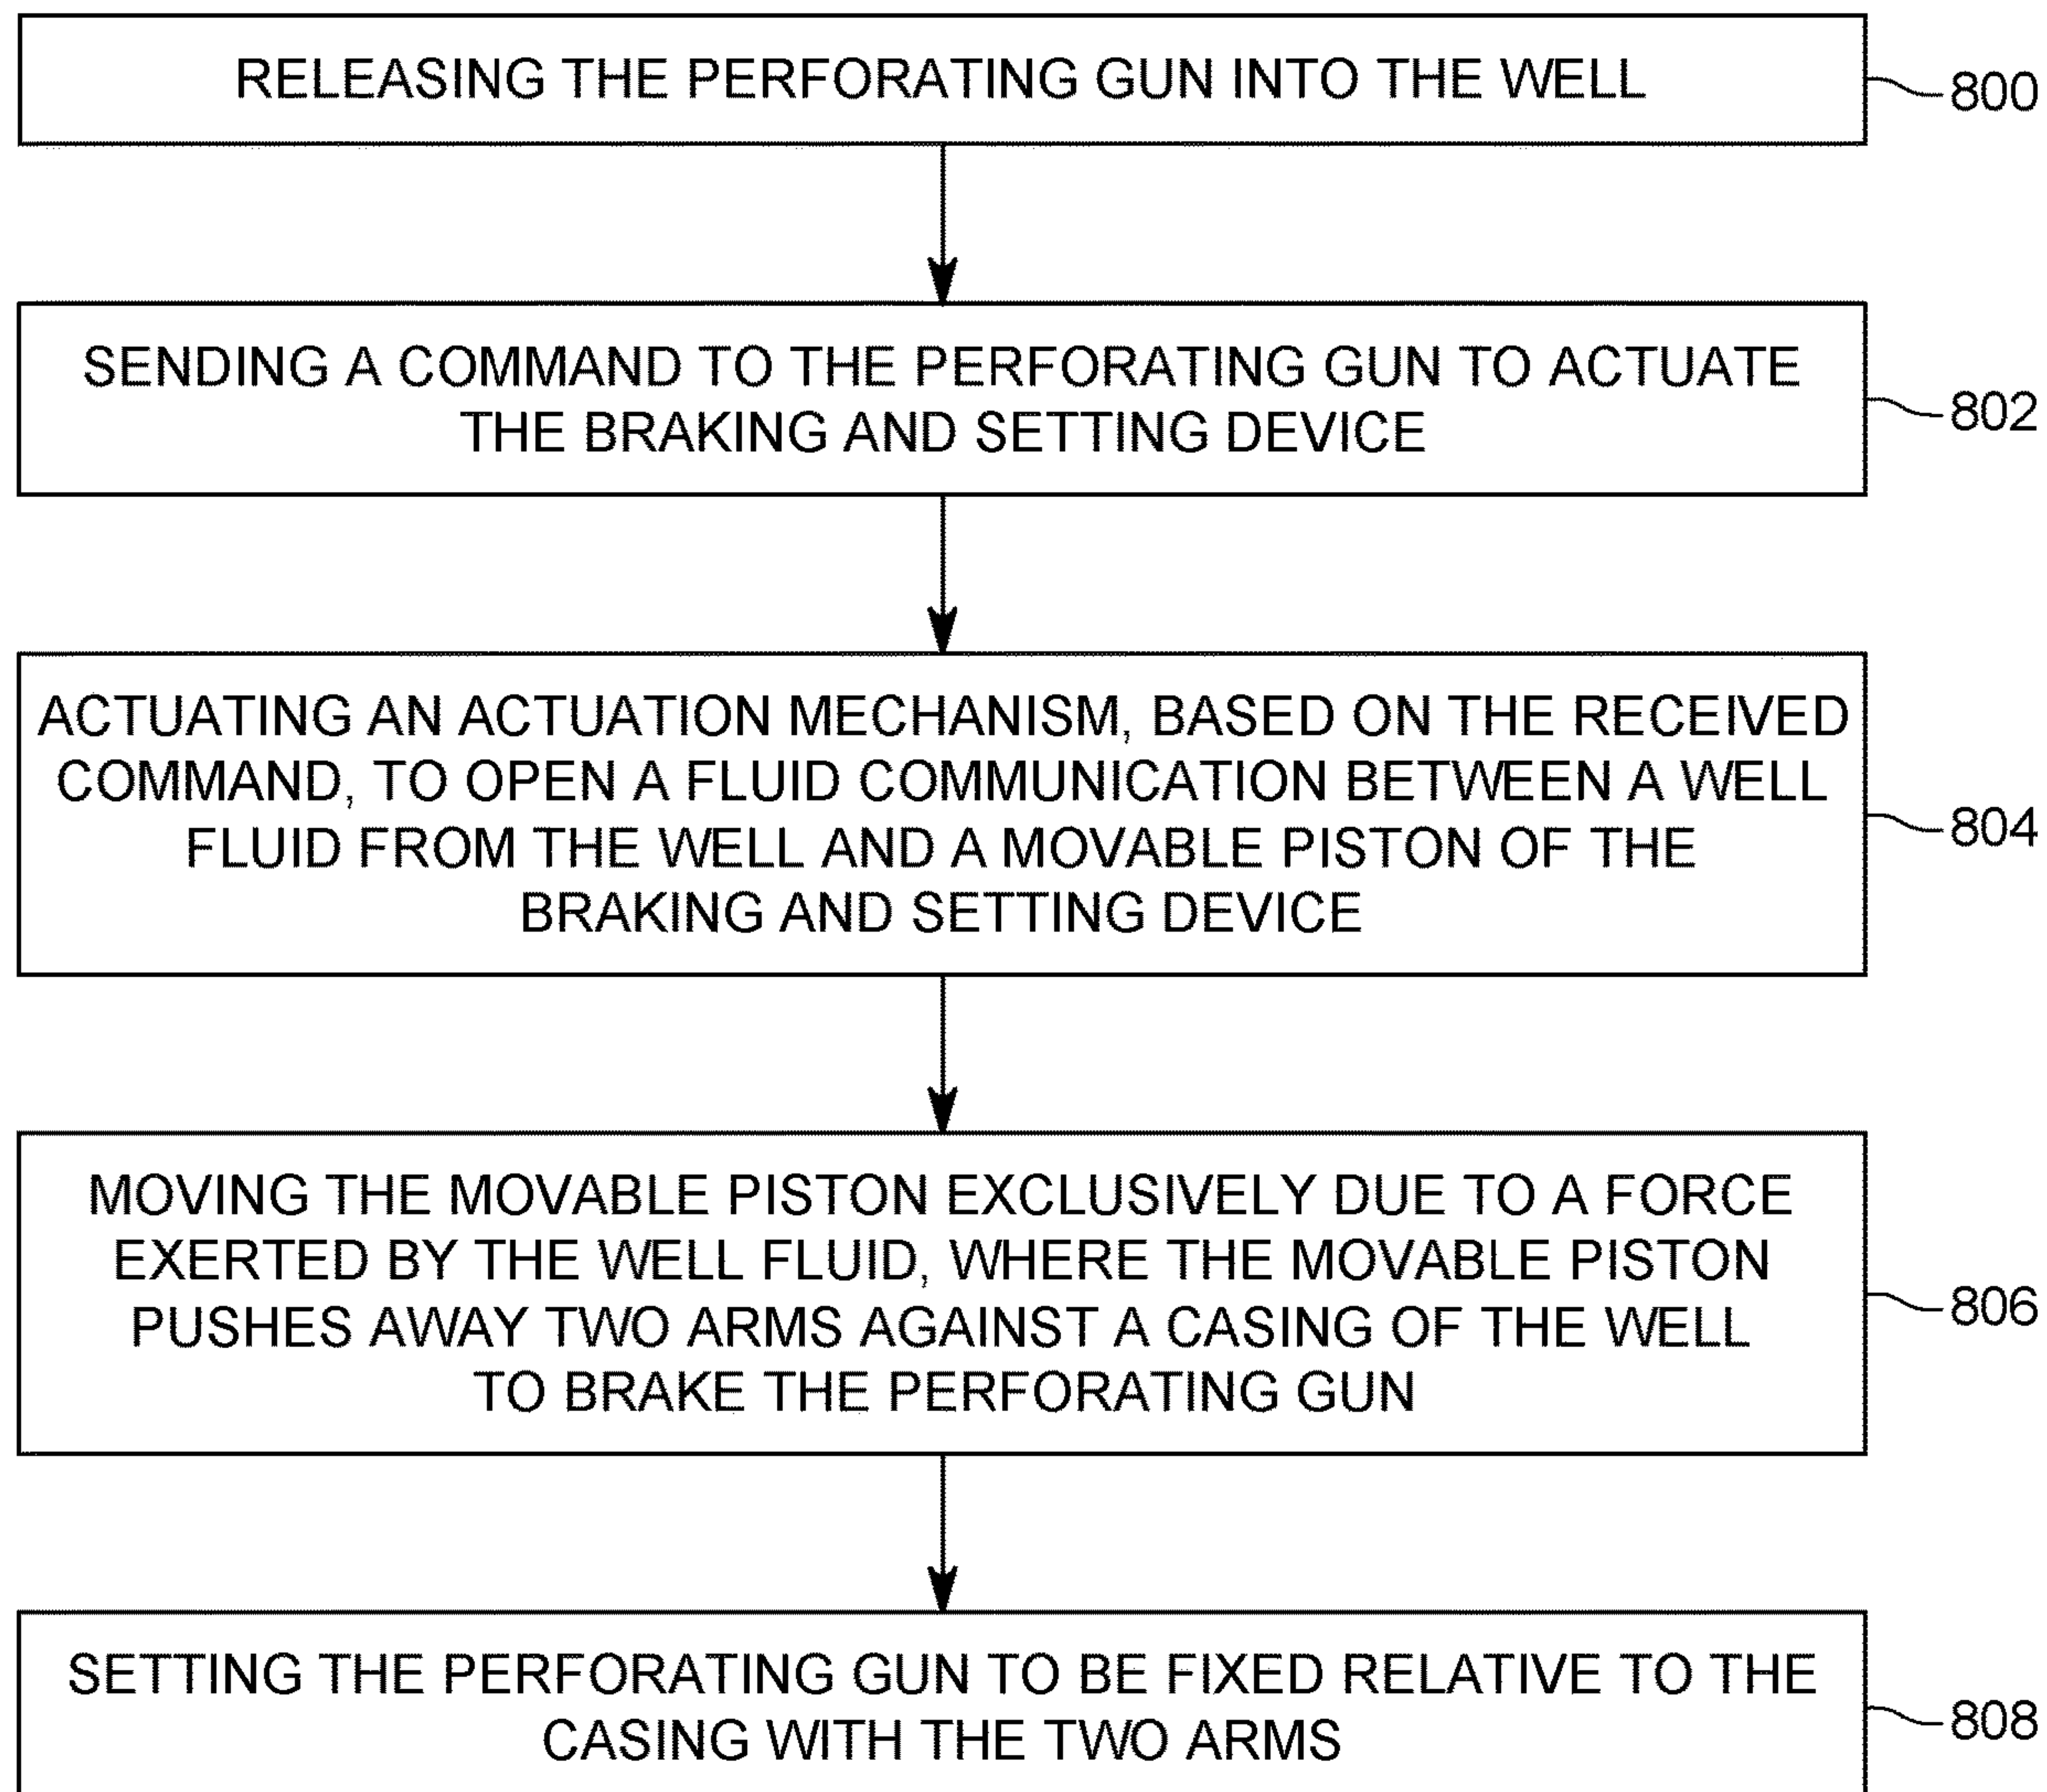 RELEASING THE PERFORATING GUN INTO THE WELL
800
SENDING A COMMAND TO THE PERFORATING GUN TO ACTUATE
THE BRAKING AND SETTING DEVICE
802
ACTUATING AN ACTUATION MECHANISM, BASED ON THE RECEIVED
COMMAND, TO OPEN A FLUID COMMUNICATION BETWEEN A WELL
FLUID FROM THE WELL AND A MOVABLE PISTON OF THE
BRAKING AND SETTING DEVICE
804
MOVING THE MOVABLE PISTON EXCLUSIVELY DUE TO A FORCE
EXERTED BY THE WELL FLUID, WHERE THE MOVABLE PISTON
PUSHES AWAY TWO ARMS AGAINST A CASING OF THE WELL
TO BRAKE THE PERFORATING GUN
806
SETTING THE PERFORATING GUN TO BE FIXED RELATIVE TO THE
CASING WITH THE TWO ARMS
808